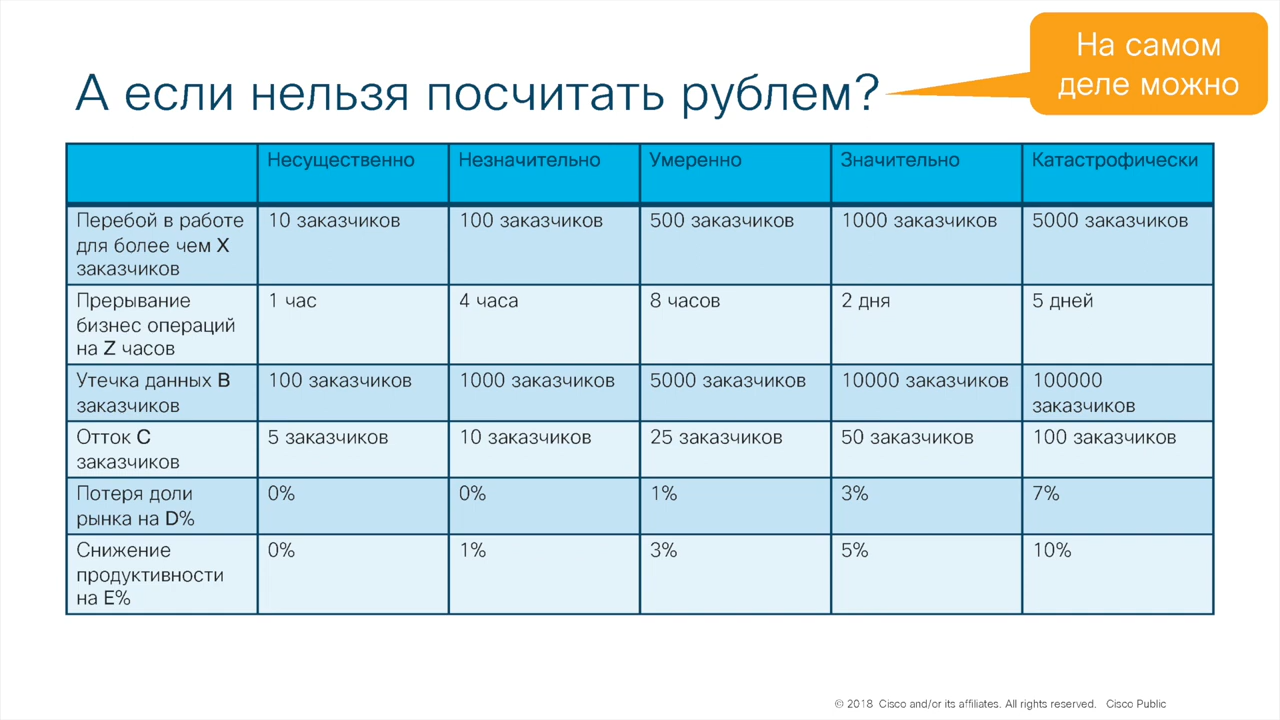 На самом
деле можно
А если нельзя посчитать рублем?
Несущественно Незначительно Умеренно Значительно Катастрофически
Перебой в работе
для более чем X
заказчиков
10 заказчиков 100 заказчиков 500 заказчиков 1000 заказчиков 5000 заказчиков
Прерывание
бизнес операций
на Z часов
1 час 4 часа 8 часов 2 дня 5 дней
Утечка данных B
заказчиков
100 заказчиков 1000 заказчиков 5000 заказчиков 10000 заказчиков 100000
заказчиков
Отток C
заказчиков
5 заказчиков 10 заказчиков 25 заказчиков 50 заказчиков 100 заказчиков
Потеря доли
рынка на D%
0% 0% 1% 3% 7%
Снижение
продуктивности
на E%
0% 1% 3% 5% 10%
© 2018 Cisco and/or its affiliates. All rights reserved. Cisco Public